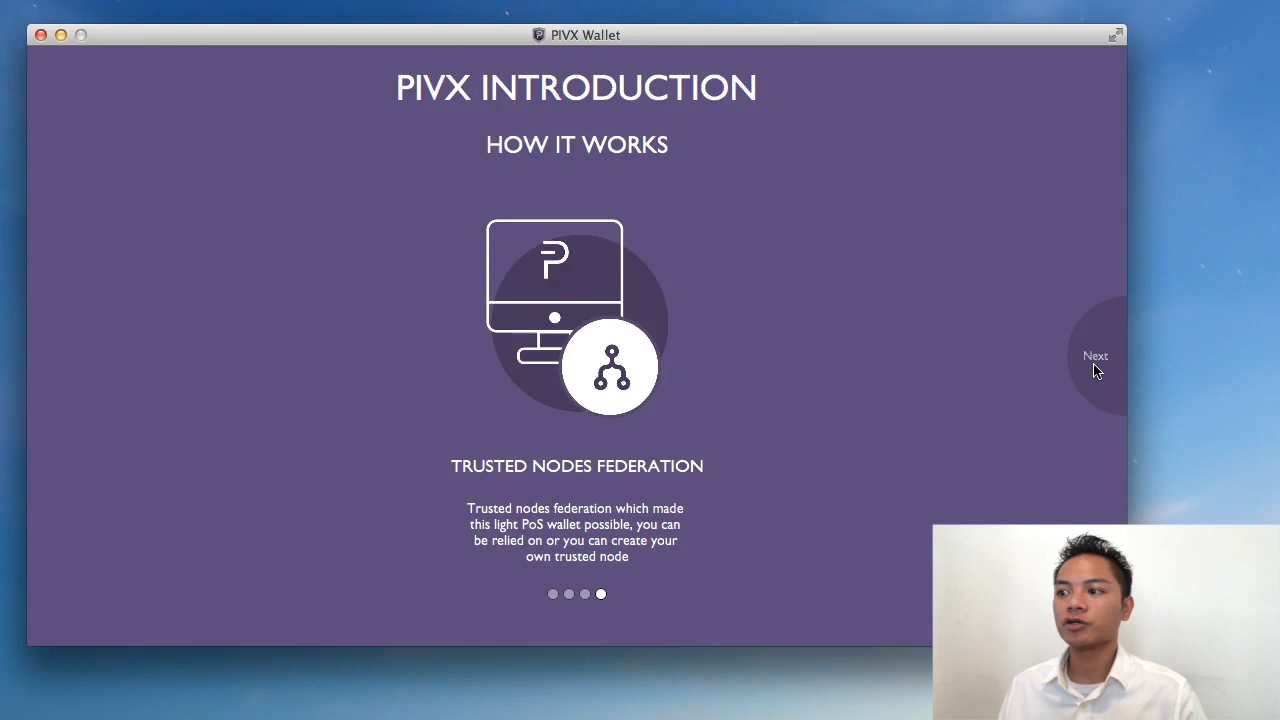 PIVX Wallet
PIVX INTRODUCTION
HOW IT WORKS
P
Next
TRUSTED NODES FEDERATION
Trusted nodes federation which made
this light PoS wallet possible, you can
be relied on or you can create your
own trusted node